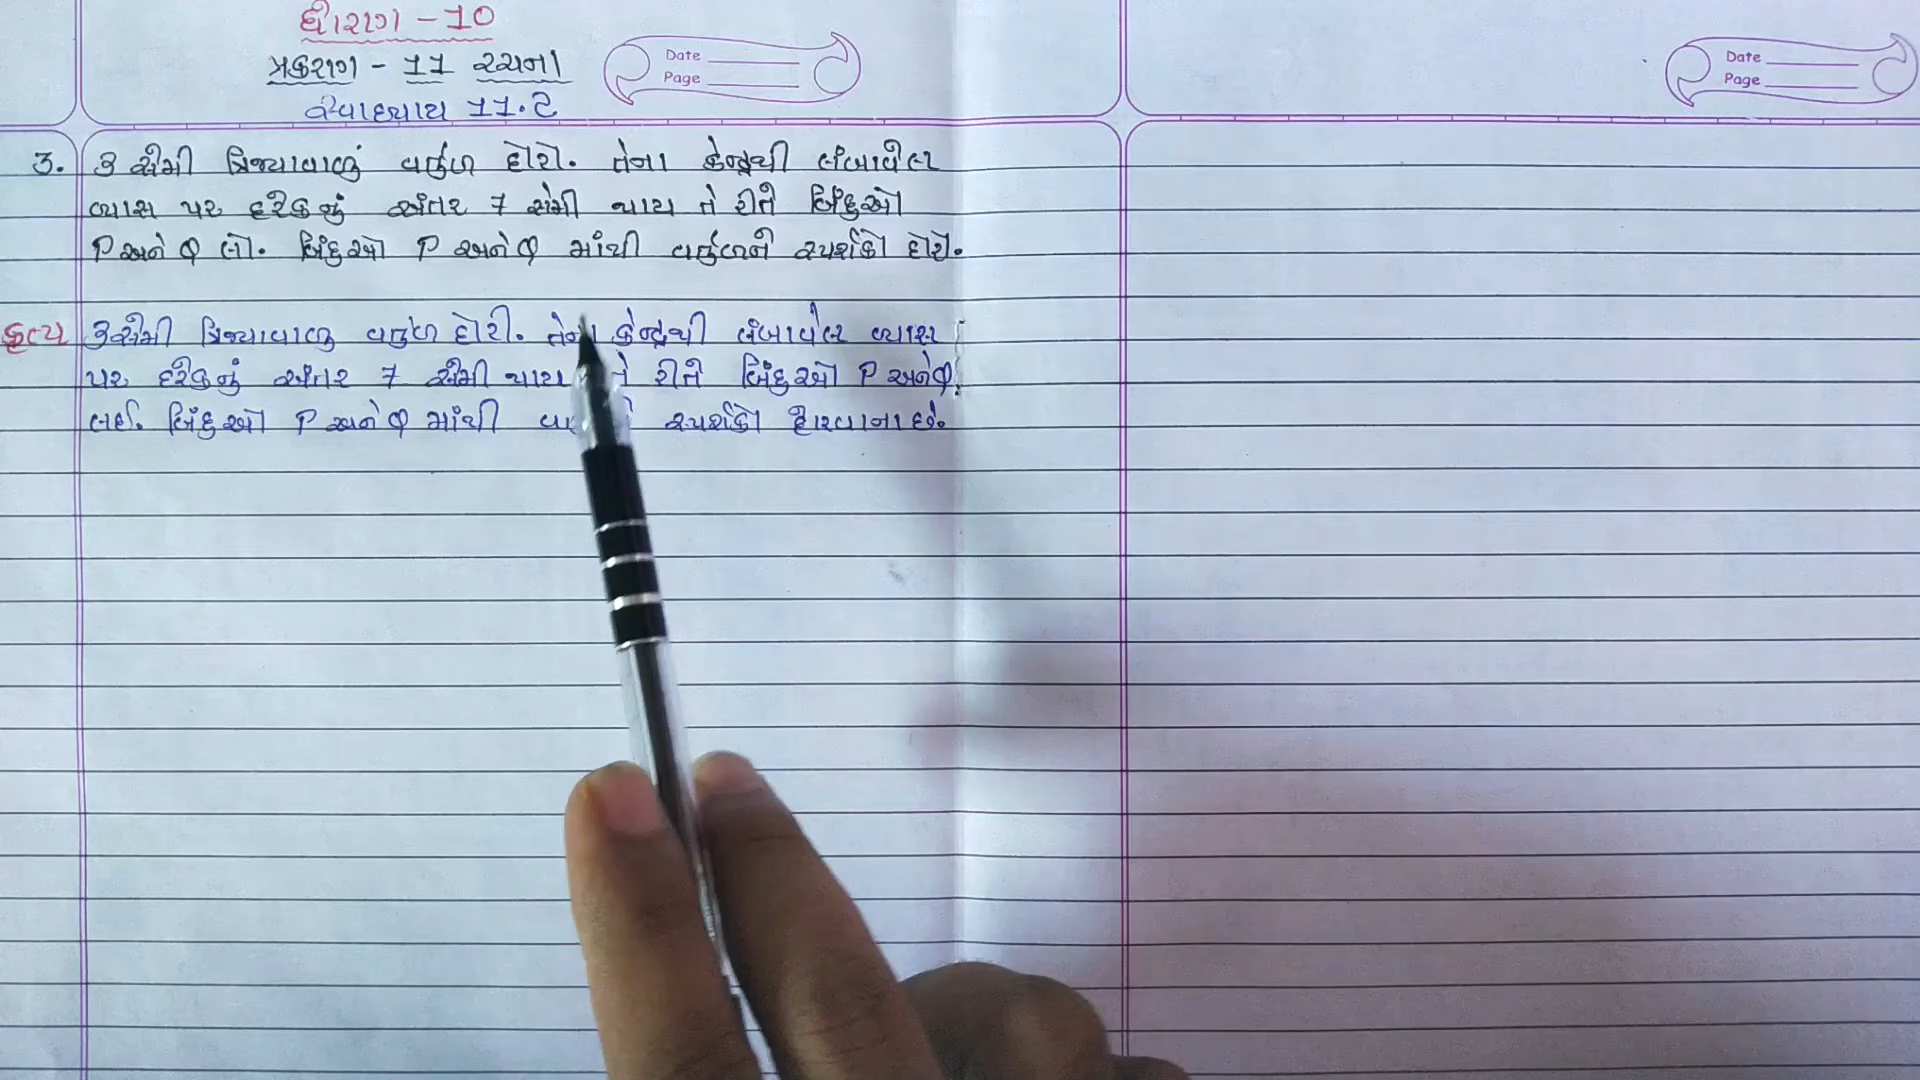 ધોરણ - 10
પ્રકરણ - 11 રચના
સ્વાધ્યાય 11.2
Date
Page
Date
Page
3. 3 સેમી ત્રિજ્યાવાળું વર્તુળ દોરો. તેના કેન્દ્રથી લંબાવેલ
વ્યાસ પર દરેકનું અંતર 7 સેમી થાય તે રીતે બિંદુઓ
P અને Q લો. બિંદુઓ P અને Q માંથી વર્તુળને સ્પર્શકો દોરો.
કૃત્ય 3 સેમી ત્રિજ્યાવાળુ વર્તુળ દોરી. તેના કેન્દ્રથી લંબાવેલ વ્યાસ
પર દરેકનું અંતર 7 સેમી થાય તે રીતે બિંદુઓ P અને Q
લઈ. બિંદુઓ P અને Q માંથી સ્પર્શકો દોરવાના છે.